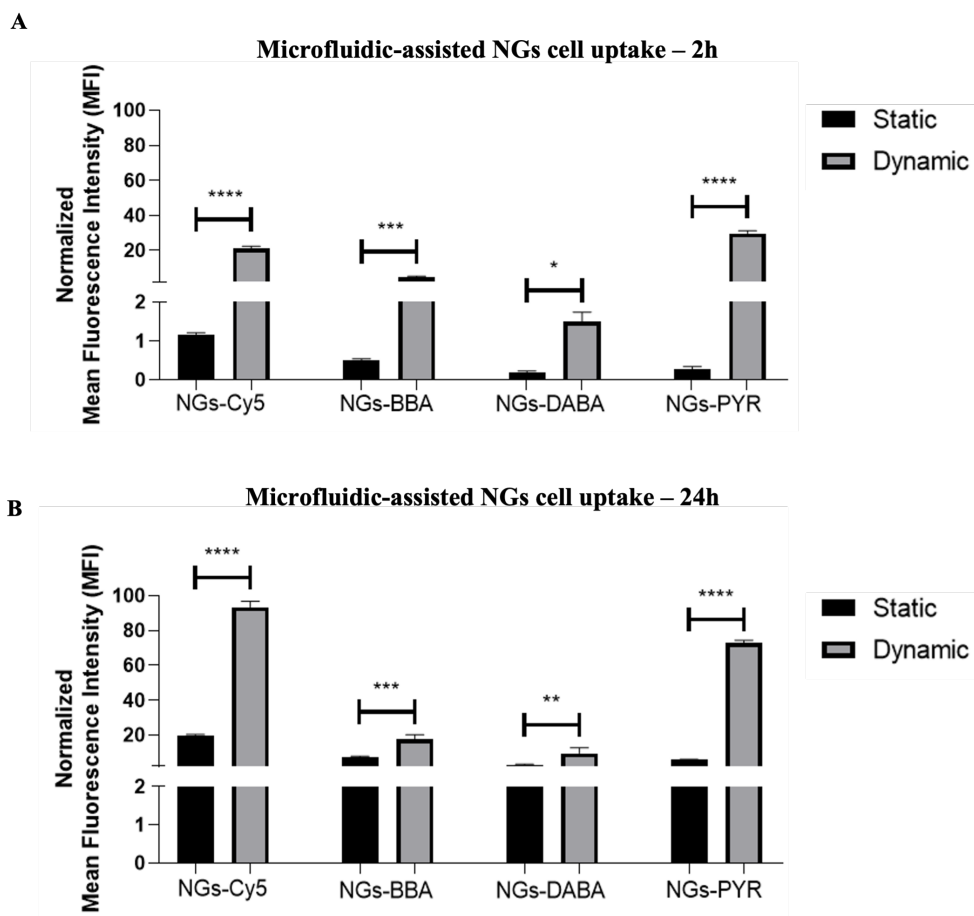 A
Microfluidic-assisted NGs cell uptake – 2h
Normalized
Mean Fluorescence Intensity (MFI)
100
80
60
40
20
2
1
0
****
***
*
****
NGs-Cy5
NGs-BBA
NGs-DABA
NGs-PYR
Static
Dynamic
B
Microfluidic-assisted NGs cell uptake – 24h
Normalized
Mean Fluorescence Intensity (MFI)
100
80
60
40
20
2
1
0
****
***
**
****
NGs-Cy5
NGs-BBA
NGs-DABA
NGs-PYR
Static
Dynamic